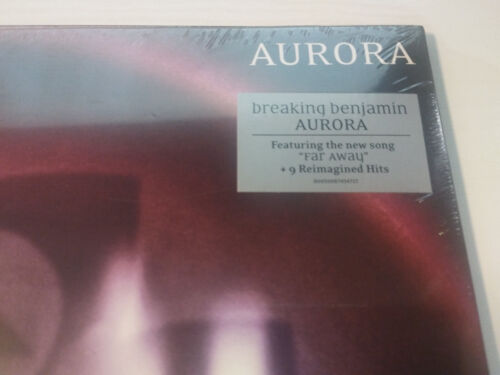 AURORA
breaking benjamin
AURORA
Featuring the new song
"Far Away"
+ 9 Reimagined Hits